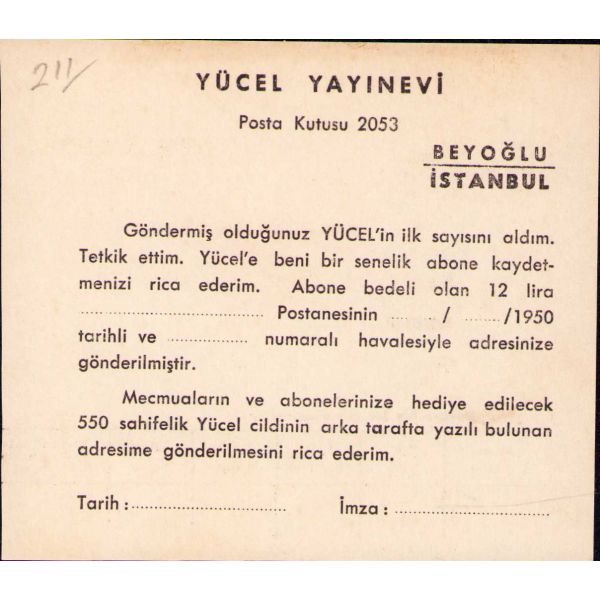 211/
YÜCEL YAYINEVİ
Posta Kutusu 2053
BEYOĞLU
İSTANBUL
Göndermiş olduğunuz YÜCEL'in ilk sayısını aldım.
Tetkik ettim. Yücel'e beni bir senelik abone kaydet-
menizi rica ederim. Abone bedeli olan 12 lira
.............................. Postanesinin ........ / ........ /1950
tarihli ve .................... numaralı havalesiyle adresinize
gönderilmiştir.
Mecmuaların ve abonelerinize hediye edilecek
550 sahifelik Yücel cildinin arka tarafta yazılı bulunan
adresime gönderilmesini rica ederim.
Tarih : .............................. İmza : ..............................